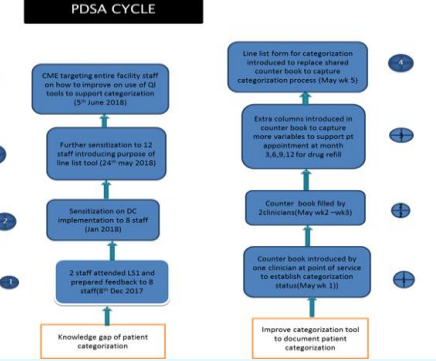 PDSA CYCLE
CME targeting entire facility staff
on how to improve on use of QI
tools to support categorization
(5th June 2018)
Further sensitization to 12
staff introducing purpose of
line list tool (24th may 2018)
Sensitization on DC
implementation to 8 staff
(Jan 2018)
2 staff attended LS1 and
prepared feedback to 8
staff(8th Dec 2017
Knowledge gap of patient
categorization
2
1
Line list form for categorization
introduced to replace shared
counter book to capture
categorization process (May wk 5)
Extra columns introduced in
counter book to capture
more variables to support pt
appointment at month
3,6,9,12 for drug refill
Counter book filled by
2clinicians(May wk2 –wk3)
Counter book introduced by
one clinician at point of service
to establish categorization
status(May wk 1))
Improve categorization tool
to document patient
categorization
4